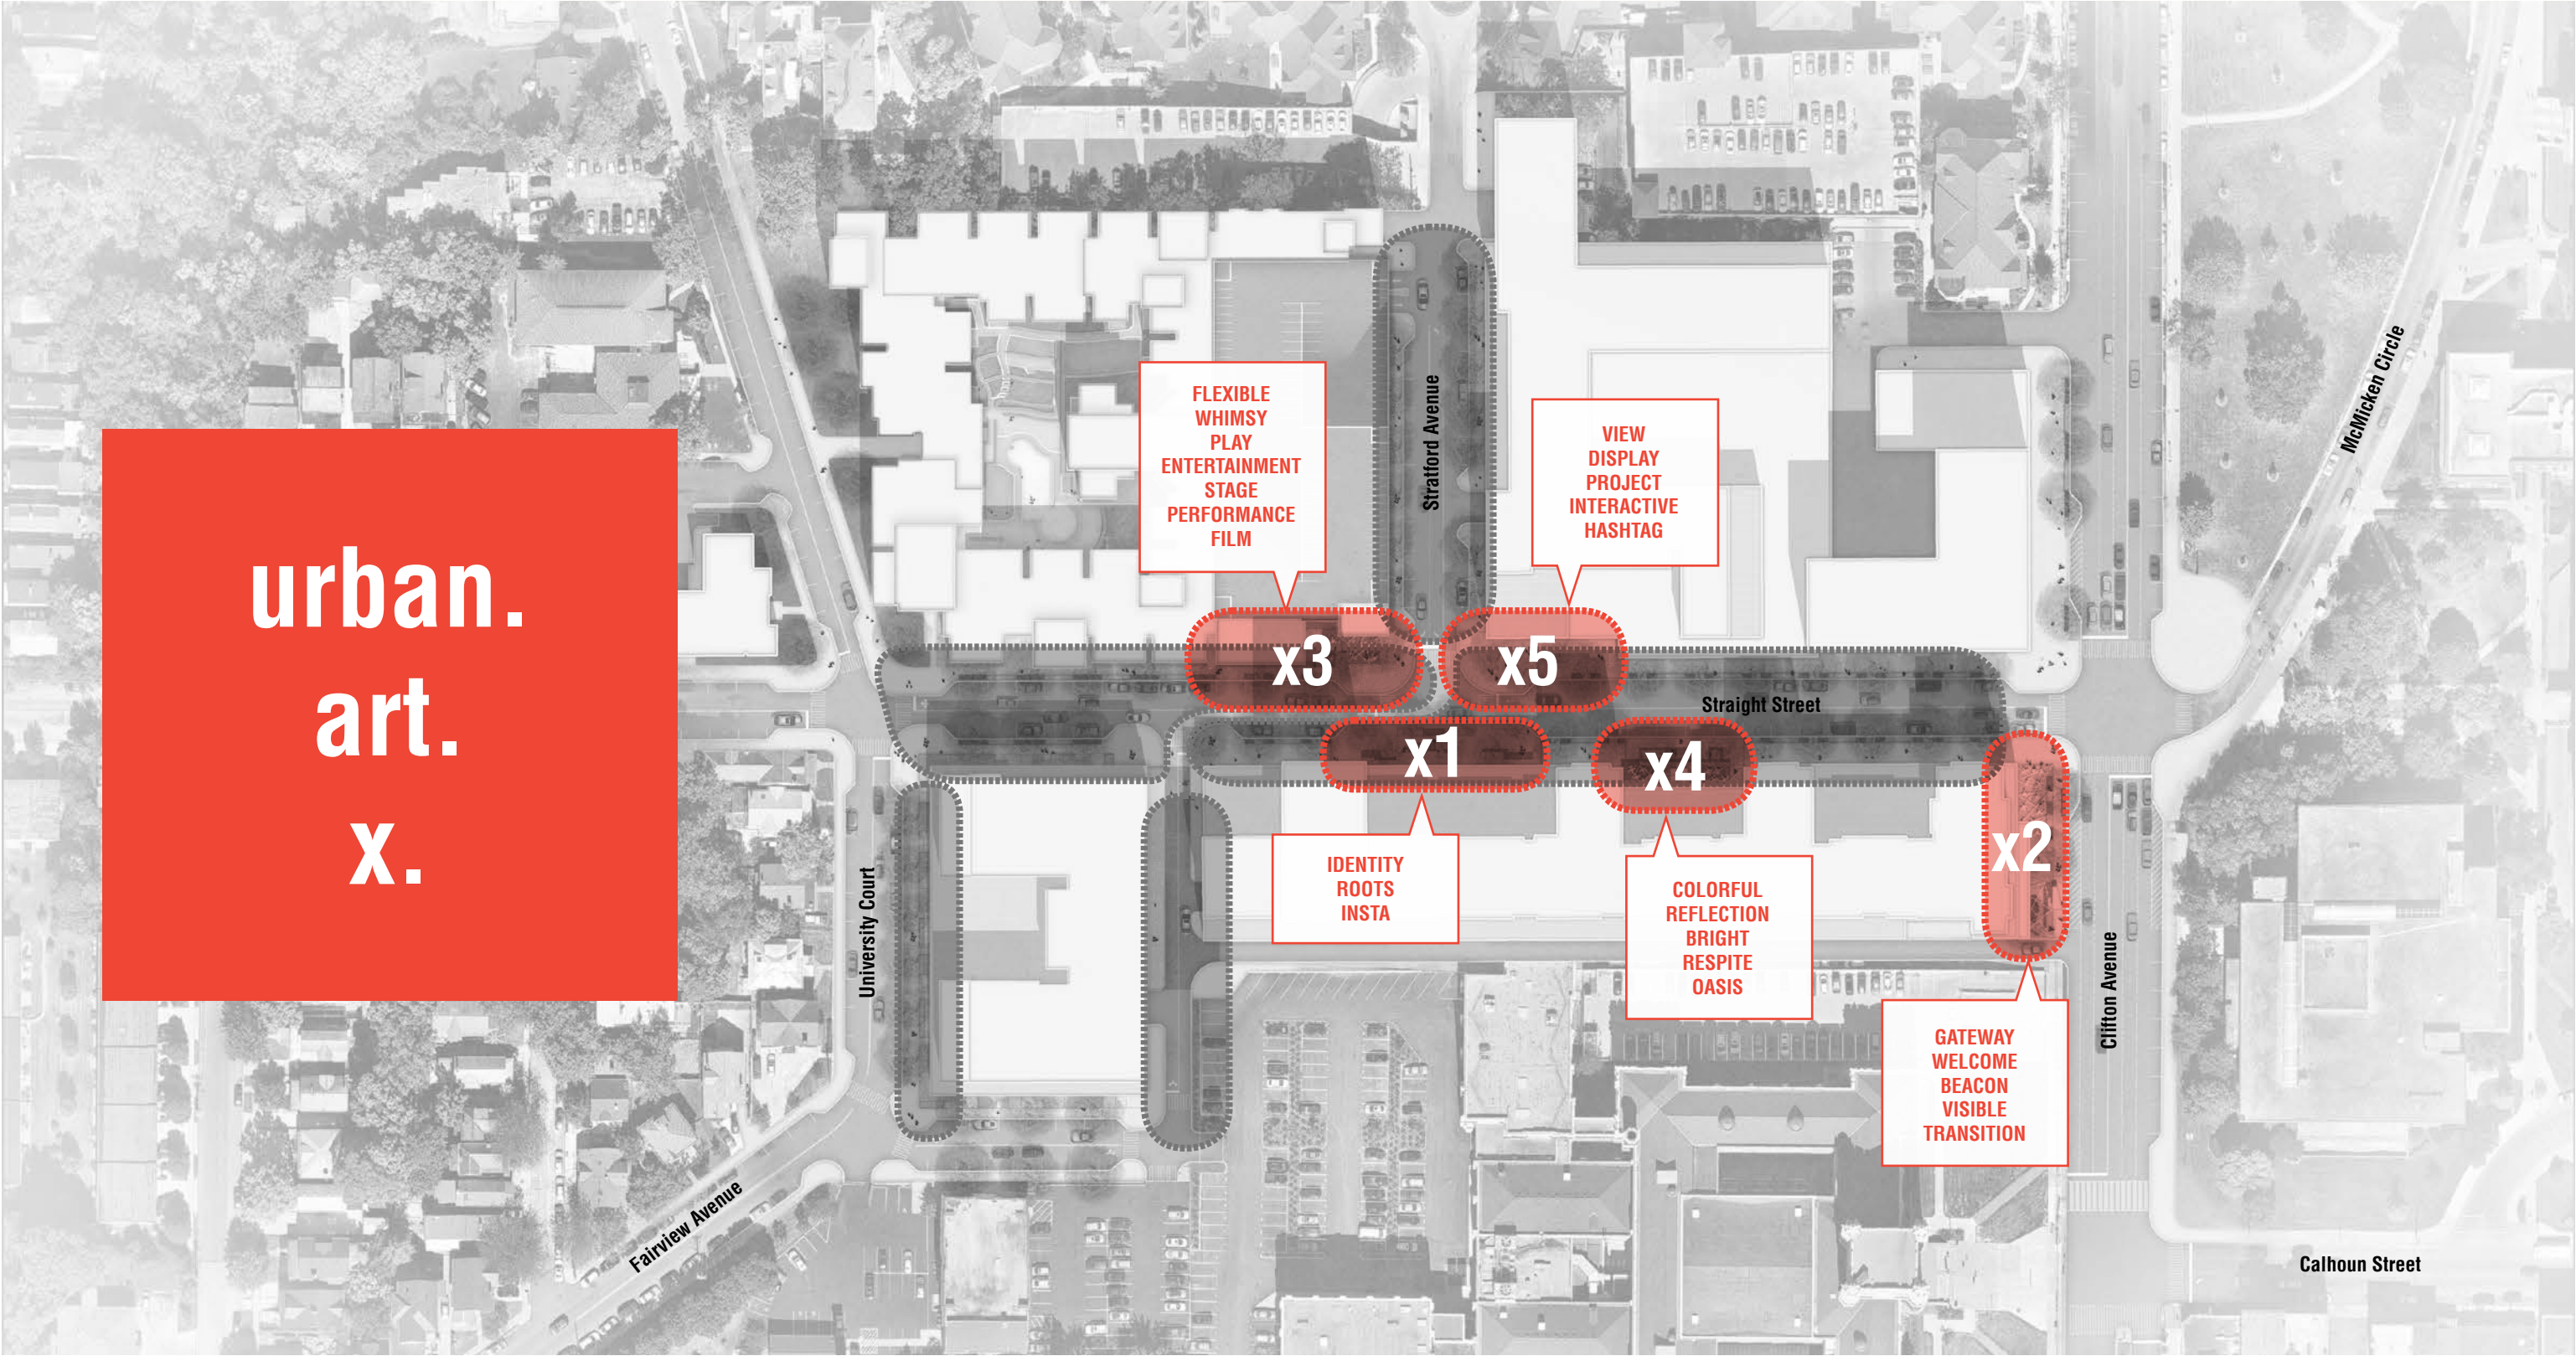 urban.
art.
x.
FLEXIBLE
WHIMSY
PLAY
ENTERTAINMENT
STAGE
PERFORMANCE
FILM
VIEW
DISPLAY
PROJECT
INTERACTIVE
HASHTAG
Stratford Avenue
McMicken Circle
x3
x5
Straight Street
x1
x4
x2
IDENTITY
ROOTS
INSTA
COLORFUL
REFLECTION
BRIGHT
RESPITE
OASIS
GATEWAY
WELCOME
BEACON
VISIBLE
TRANSITION
University Court
Clifton Avenue
Fairview Avenue
Calhoun Street